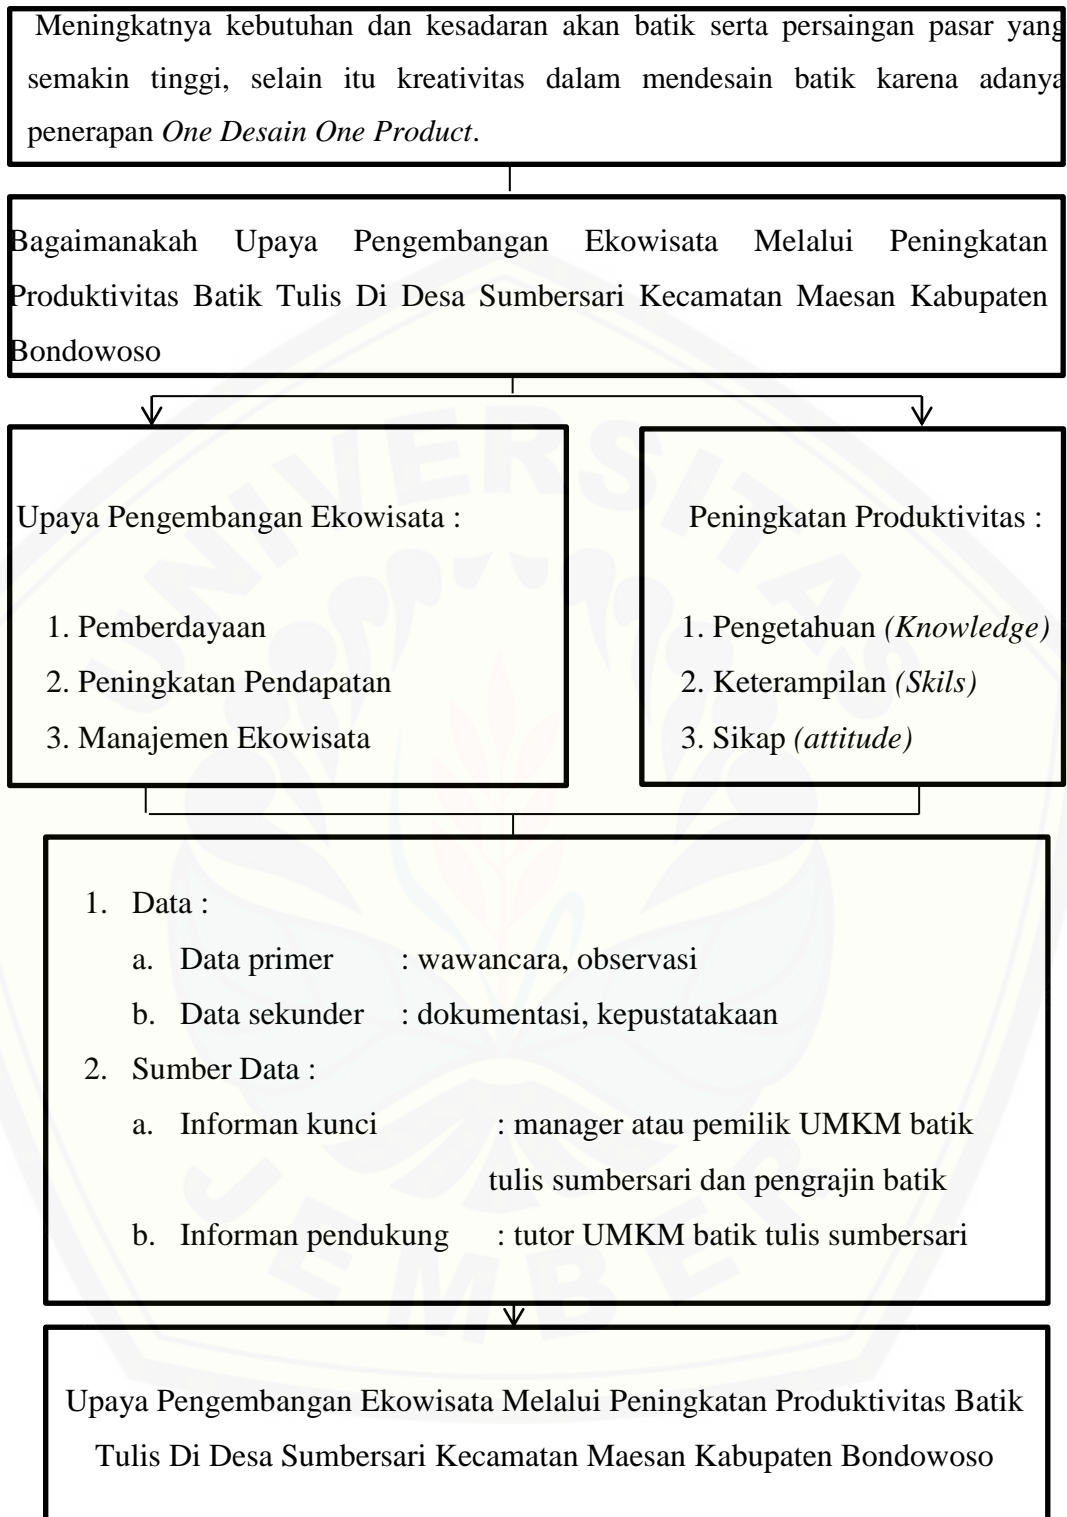 Meningkatnya kebutuhan dan kesadaran akan batik serta persaingan pasar yang
semakin tinggi, selain itu kreativitas dalam mendesain batik karena adanya
penerapan One Desain One Product.
Bagaimanakah Upaya Pengembangan Ekowisata Melalui Peningkatan
Produktivitas Batik Tulis Di Desa Sumbersari Kecamatan Maesan Kabupaten
Bondowoso
Upaya Pengembangan Ekowisata :
1. Pemberdayaan
2. Peningkatan Pendapatan
3. Manajemen Ekowisata
Peningkatan Produktivitas :
1. Pengetahuan (Knowledge)
2. Keterampilan (Skils)
3. Sikap (attitude)
1. Data :
a. Data primer : wawancara, observasi
b. Data sekunder : dokumentasi, kepustatakaan
2. Sumber Data :
a. Informan kunci : manager atau pemilik UMKM batik
tulis sumbersari dan pengrajin batik
b. Informan pendukung : tutor UMKM batik tulis sumbersari
Upaya Pengembangan Ekowisata Melalui Peningkatan Produktivitas Batik
Tulis Di Desa Sumbersari Kecamatan Maesan Kabupaten Bondowoso
UNIVERSITAS
JEMBER